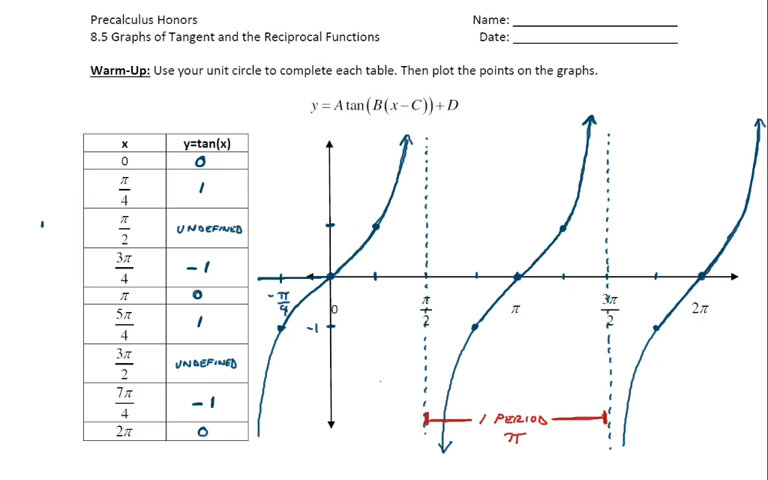 Precalculus Honors
Name:
8.5 Graphs of Tangent and the Reciprocal Functions
Date:
Warm-Up: Use your unit circle to complete each table. Then plot the points on the graphs.
y = A tan(B(x−C)) + D
x y=tan(x)
0 0
π/4 1
π/2 UNDEFINED
3π/4 −1
π 0
5π/4 1
3π/2 UNDEFINED
7π/4 −1
2π 0
−π/4
0
π/2
π
3π/2
2π
−1
1 PERIOD
π